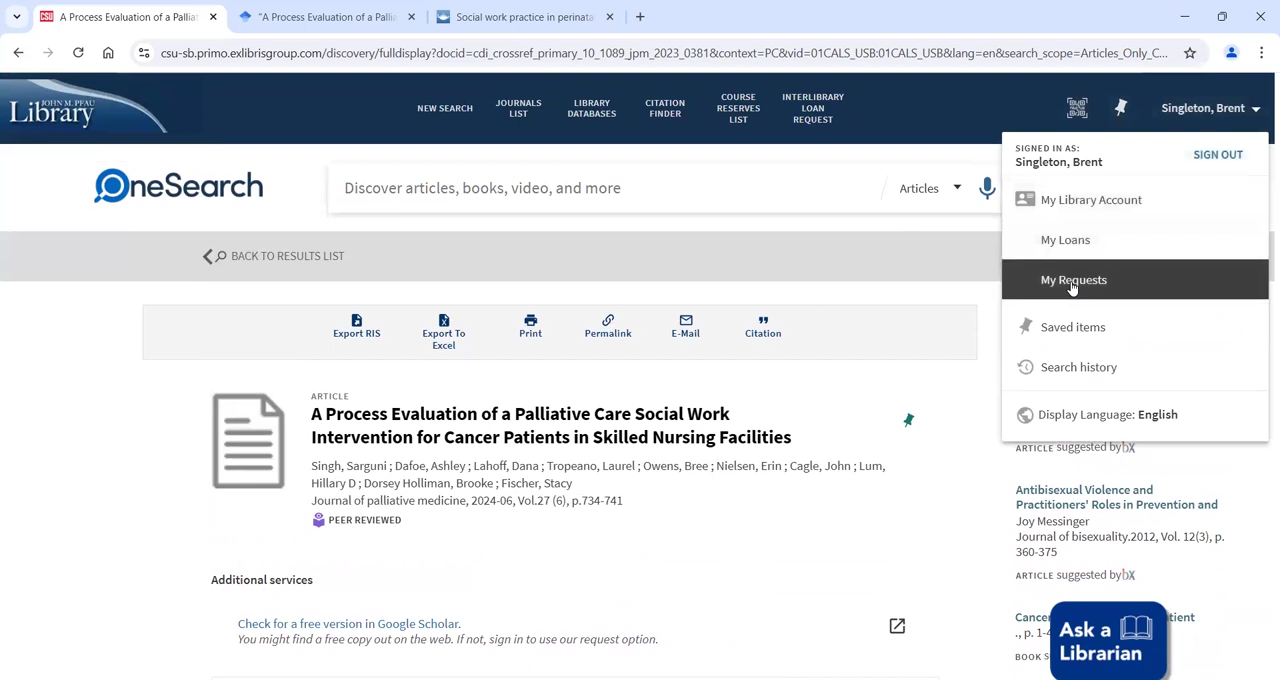 A Process Evaluation of a Palliat
"A Process Evaluation of a Pallia
Social work practice in perinata
csu-sb.primo.exlibrisgroup.com/discovery/fulldisplay?docid=cdi_crossref_primary_10_1089_jpm_2023_0381&context=PC&vid=01CALS_USB:01CALS_USB&lang=en&search_scope=Articles_Only_C...
JOHN M. PFAU
Library
NEW SEARCH
JOURNALS
LIST
LIBRARY
DATABASES
CITATION
FINDER
COURSE
RESERVES
LIST
INTERLIBRARY
LOAN
REQUEST
Singleton, Brent
OneSearch
Discover articles, books, video, and more
Articles
SIGNED IN AS:
Singleton, Brent
SIGN OUT
My Library Account
My Loans
My Requests
Saved items
Search history
Display Language: English
BACK TO RESULTS LIST
Export RIS
Export To
Excel
Print
Permalink
E-Mail
Citation
ARTICLE
A Process Evaluation of a Palliative Care Social Work
Intervention for Cancer Patients in Skilled Nursing Facilities
Singh, Sarguni ; Dafoe, Ashley ; Lahoff, Dana ; Tropeano, Laurel ; Owens, Bree ; Nielsen, Erin ; Cagle, John ; Lum,
Hillary D ; Dorsey Holliman, Brooke ; Fischer, Stacy
Journal of palliative medicine, 2024-06, Vol.27 (6), p.734-741
PEER REVIEWED
Additional services
Check for a free version in Google Scholar.
You might find a free copy out on the web. If not, sign in to use our request option.
ARTICLE suggested by bX
Antibisexual Violence and
Practitioners' Roles in Prevention and
Joy Messinger
Journal of bisexuality.2012, Vol. 12(3), p.
360-375
ARTICLE suggested by bX
Cance
tient
., p. 1-4
BOOK S
Ask a
Librarian